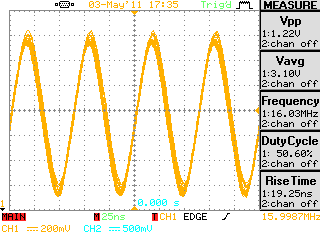 03-May'11 17:35 Trig'd MEASURE
Vpp
1:1.22V
2:chan off
Vavg
1:3.10V
2:chan off
Frequency
1:16.03MHz
2:chan off
DutyCycle
1: 50.60%
2:chan off
RiseTime
1:19.25ns
2:chan off
1
0.000 s
MAIN M 25ns T CH1 EDGE 15.9987MHz
CH1 200mV CH2 500mV